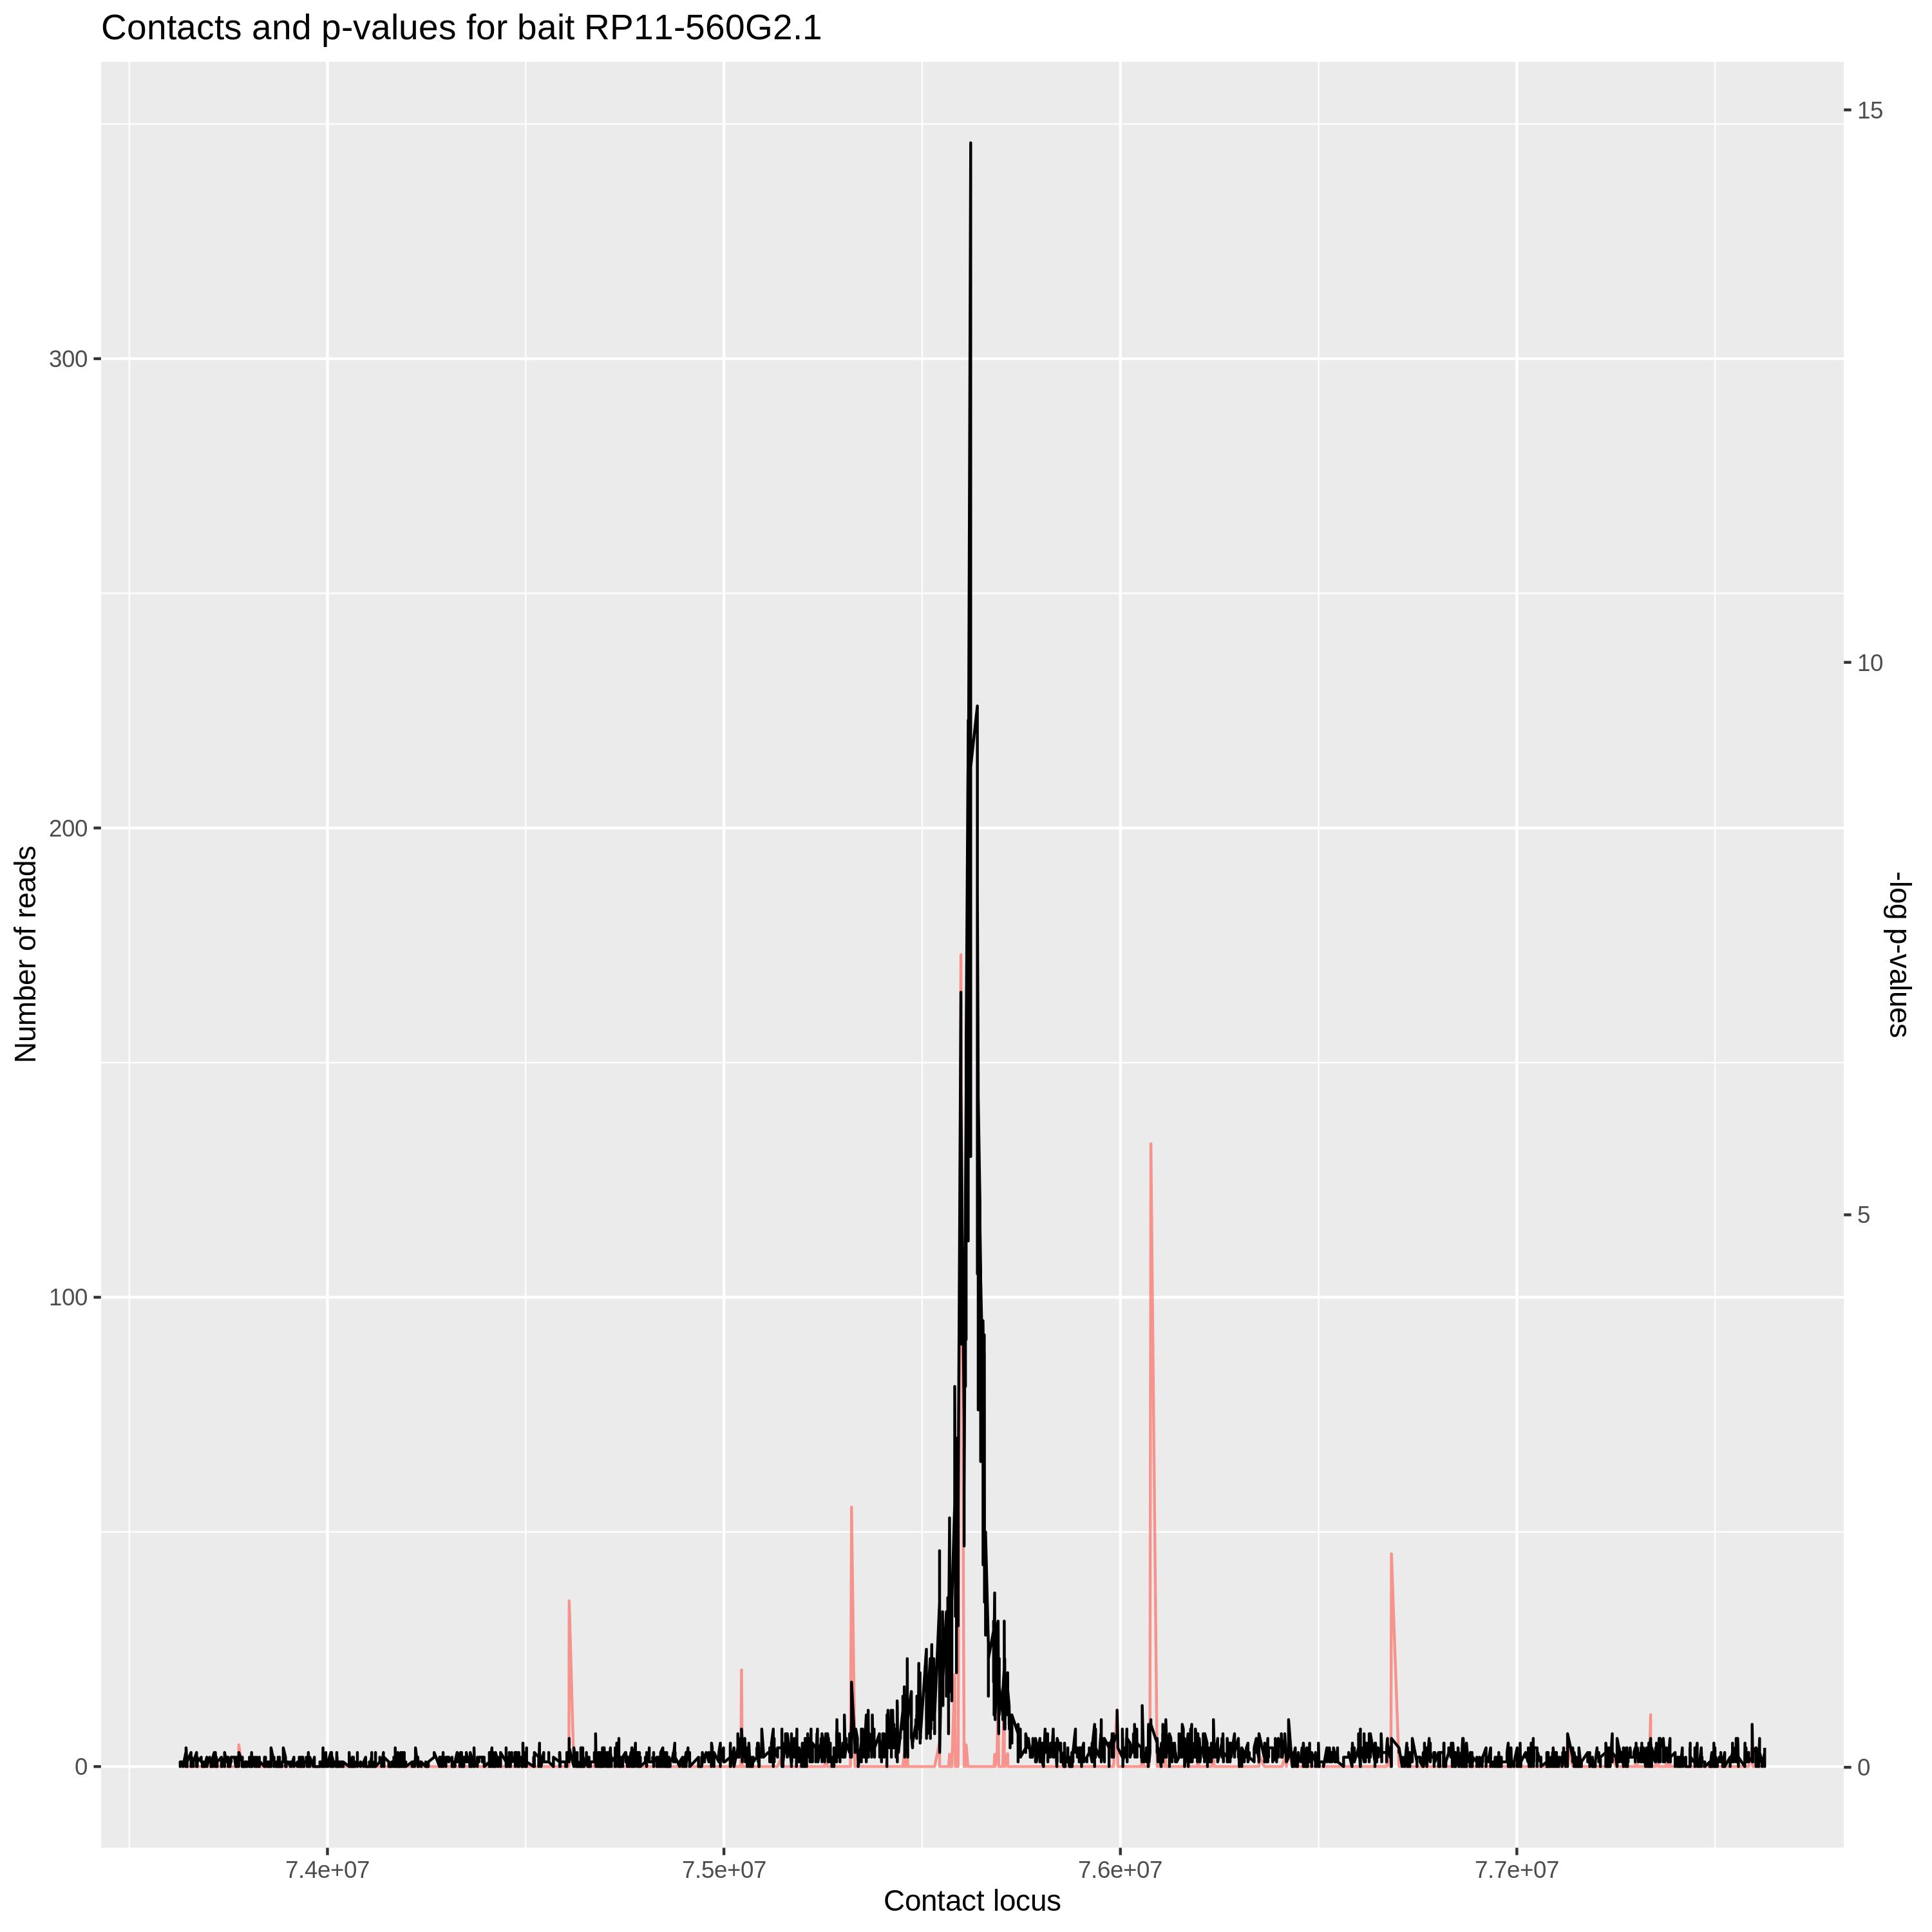 Contacts and p-values for bait RP11-560G2.1
Number of reads
300
200
100
0
15
10
5
0
-log p-values
7.4e+07
7.5e+07
7.6e+07
7.7e+07
Contact locus